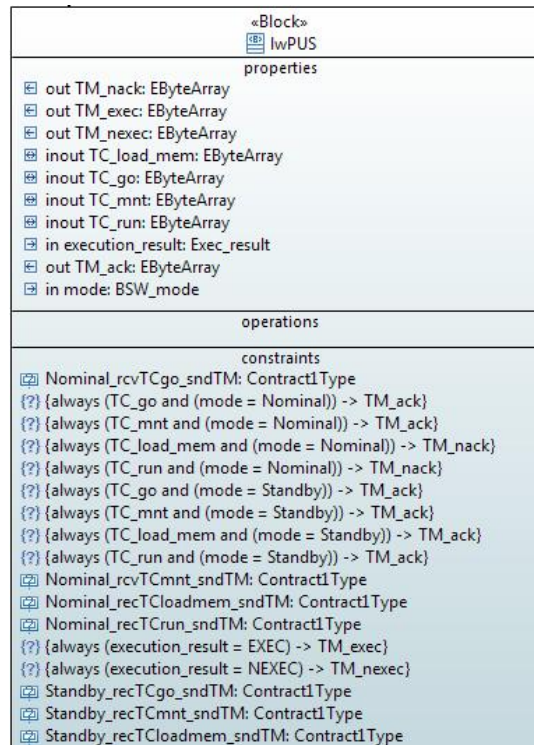 «Block»
lwPUS
properties
out TM_nack: EByteArray
out TM_exec: EByteArray
out TM_nexec: EByteArray
inout TC_load_mem: EByteArray
inout TC_go: EByteArray
inout TC_mnt: EByteArray
inout TC_run: EByteArray
in execution_result: Exec_result
out TM_ack: EByteArray
in mode: BSW_mode
operations
constraints
Nominal_rcvTCgo_sndTM: Contract1Type
{?} {always (TC_go and (mode = Nominal)) -> TM_ack}
{?} {always (TC_mnt and (mode = Nominal)) -> TM_ack}
{?} {always (TC_load_mem and (mode = Nominal)) -> TM_nack}
{?} {always (TC_run and (mode = Nominal)) -> TM_nack}
{?} {always (TC_go and (mode = Standby)) -> TM_ack}
{?} {always (TC_mnt and (mode = Standby)) -> TM_ack}
{?} {always (TC_load_mem and (mode = Standby)) -> TM_ack}
{?} {always (TC_run and (mode = Standby)) -> TM_ack}
Nominal_rcvTCmnt_sndTM: Contract1Type
Nominal_recTCloadmem_sndTM: Contract1Type
Nominal_recTCrun_sndTM: Contract1Type
{?} {always (execution_result = EXEC) -> TM_exec}
{?} {always (execution_result = NEXEC) -> TM_nexec}
Standby_recTCgo_sndTM: Contract1Type
Standby_recTCmnt_sndTM: Contract1Type
Standby_recTCloadmem_sndTM: Contract1Type